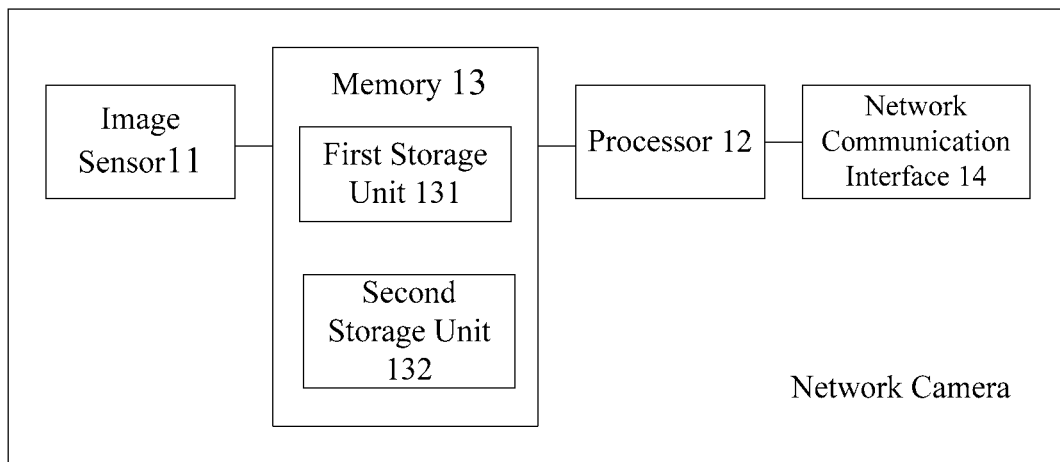 Image
Sensor11
Memory 13
First Storage
Unit 131
Second
Storage Unit
132
Processor 12
Network
Communication
Interface 14
Network Camera